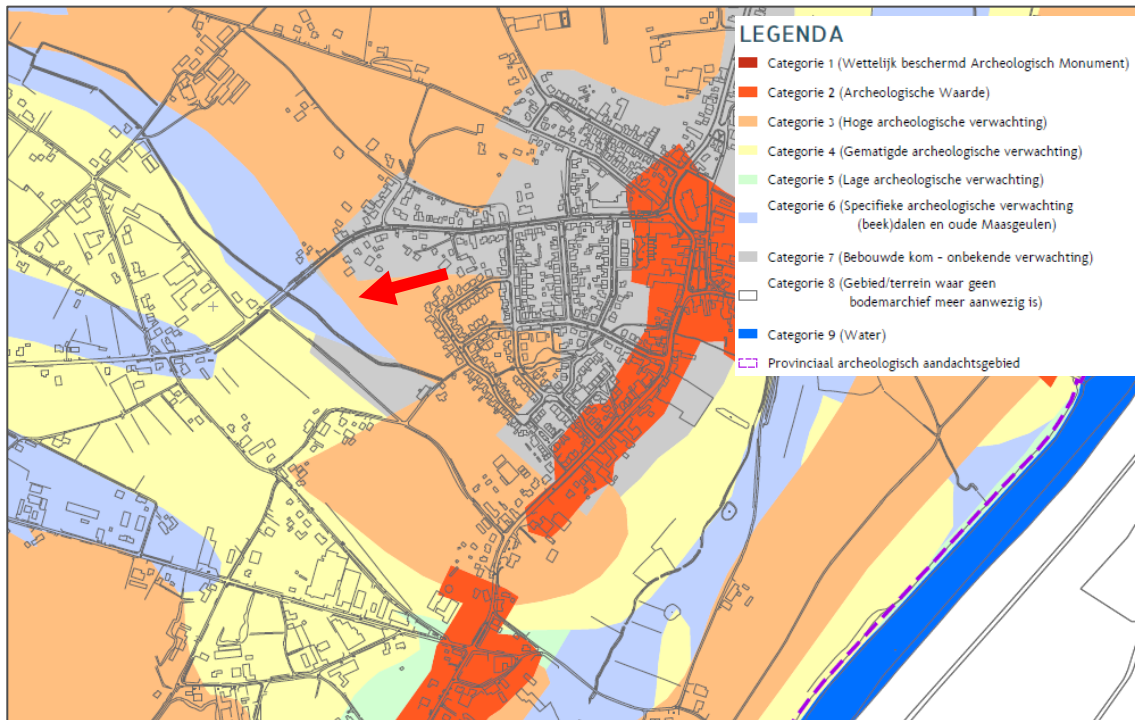 LEGENDA
Categorie 1 (Wettelijk beschermd Archeologisch Monument)
Categorie 2 (Archeologische Waarde)
Categorie 3 (Hoge archeologische verwachting)
Categorie 4 (Gematigde archeologische verwachting)
Categorie 5 (Lage archeologische verwachting)
Categorie 6 (Specifieke archeologische verwachting
(beek)dalen en oude Maasgeulen)
Categorie 7 (Bebouwde kom - onbekende verwachting)
Categorie 8 (Gebied/terrein waar geen
bodemarchief meer aanwezig is)
Categorie 9 (Water)
Provinciaal archeologisch aandachtsgebied